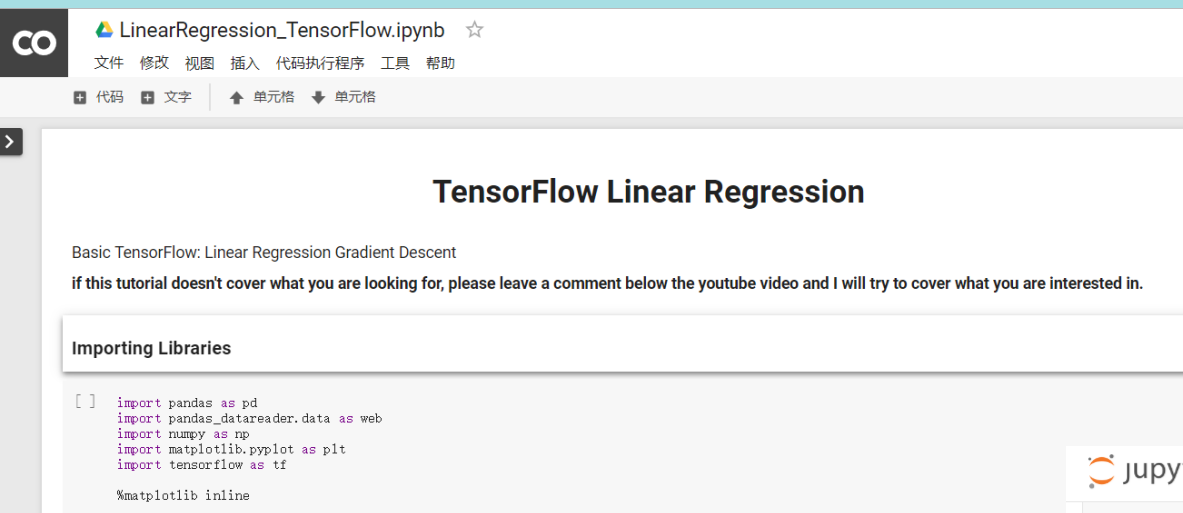 CO LinearRegression_TensorFlow.ipynb
文件 修改 视图 插入 代码执行程序 工具 帮助
代码 文字 单元格 单元格
TensorFlow Linear Regression
Basic TensorFlow: Linear Regression Gradient Descent
if this tutorial doesn't cover what you are looking for, please leave a comment below the youtube video and I will try to cover what you are interested in.
Importing Libraries
[ ] import pandas as pd
import pandas_datareader.data as web
import numpy as np
import matplotlib.pyplot as plt
import tensorflow as tf
%matplotlib inline
jupy